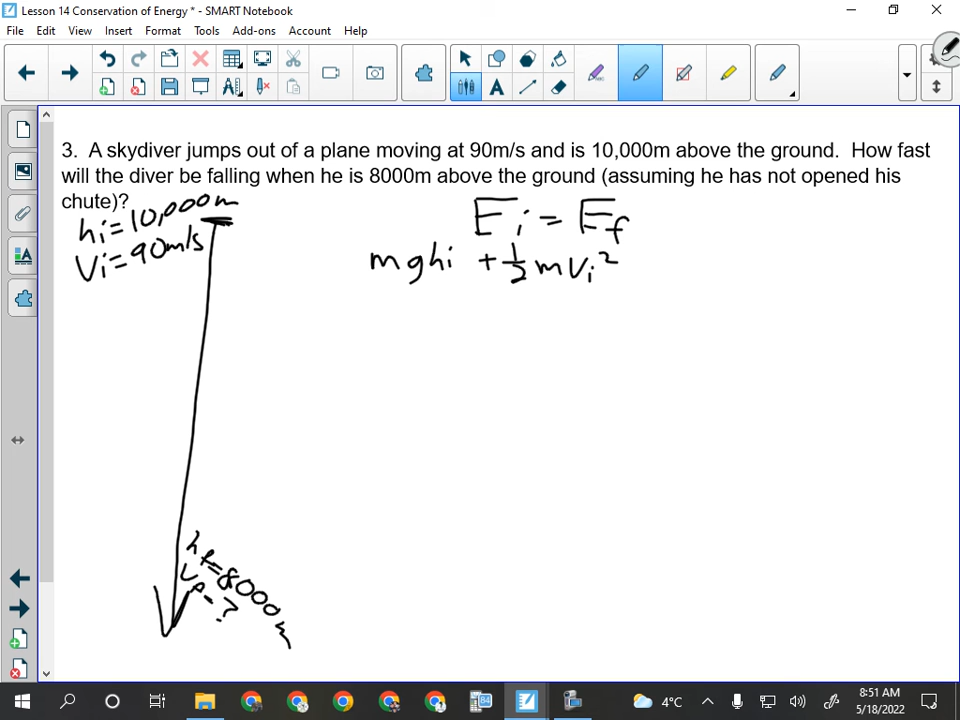 Lesson 14 Conservation of Energy * - SMART Notebook
File Edit View Insert Format Tools Add-ons Account Help
3. A skydiver jumps out of a plane moving at 90m/s and is 10,000m above the ground. How fast
will the diver be falling when he is 8000m above the ground (assuming he has not opened his
chute)?
hi=10,000m
Vi=90m/s
Ei = Ef
mghi + 1/2 mvi²
hf=8000m
Vf=?
4°C
8:51 AM
5/18/2022